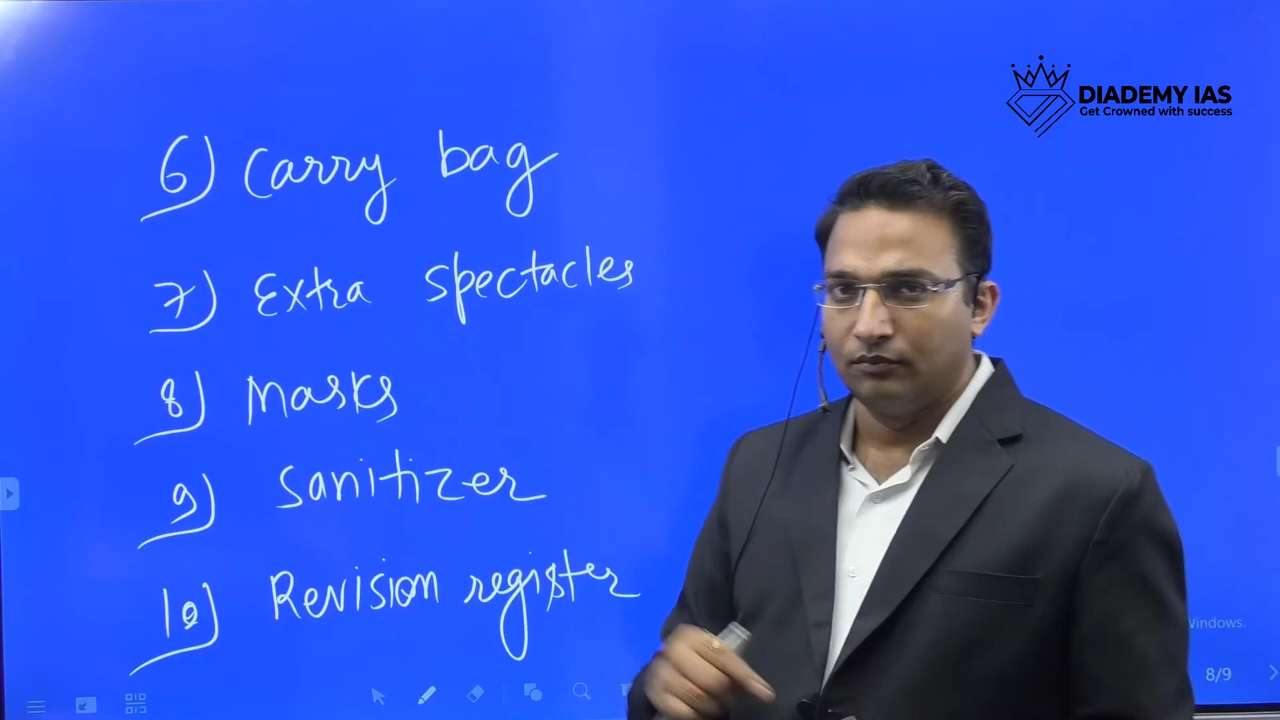 DIADEMY IAS
Get Crowned with success
6) Carry bag
7) Extra spectacles
8) Masks
9) Sanitizer
10) Revision register
Windows.
8/9